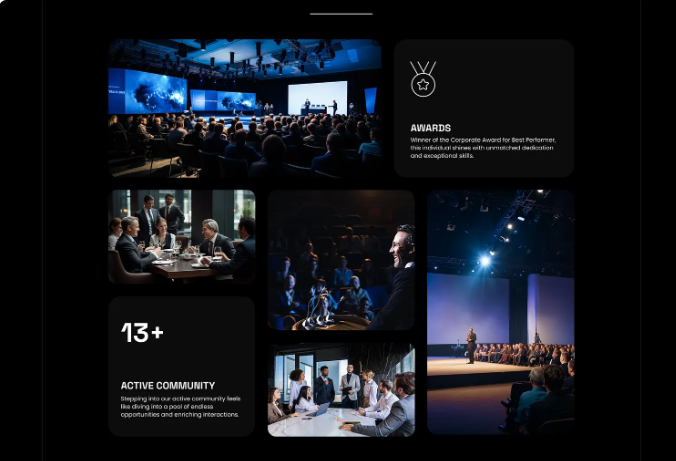 AWARDS
Winner of the Corporate Award for Best Performer,
this individual shines with unmatched dedication
and exceptional skills.
13+
ACTIVE COMMUNITY
Stepping into our active community feels
like diving into a pool of endless
opportunities and enriching interactions.